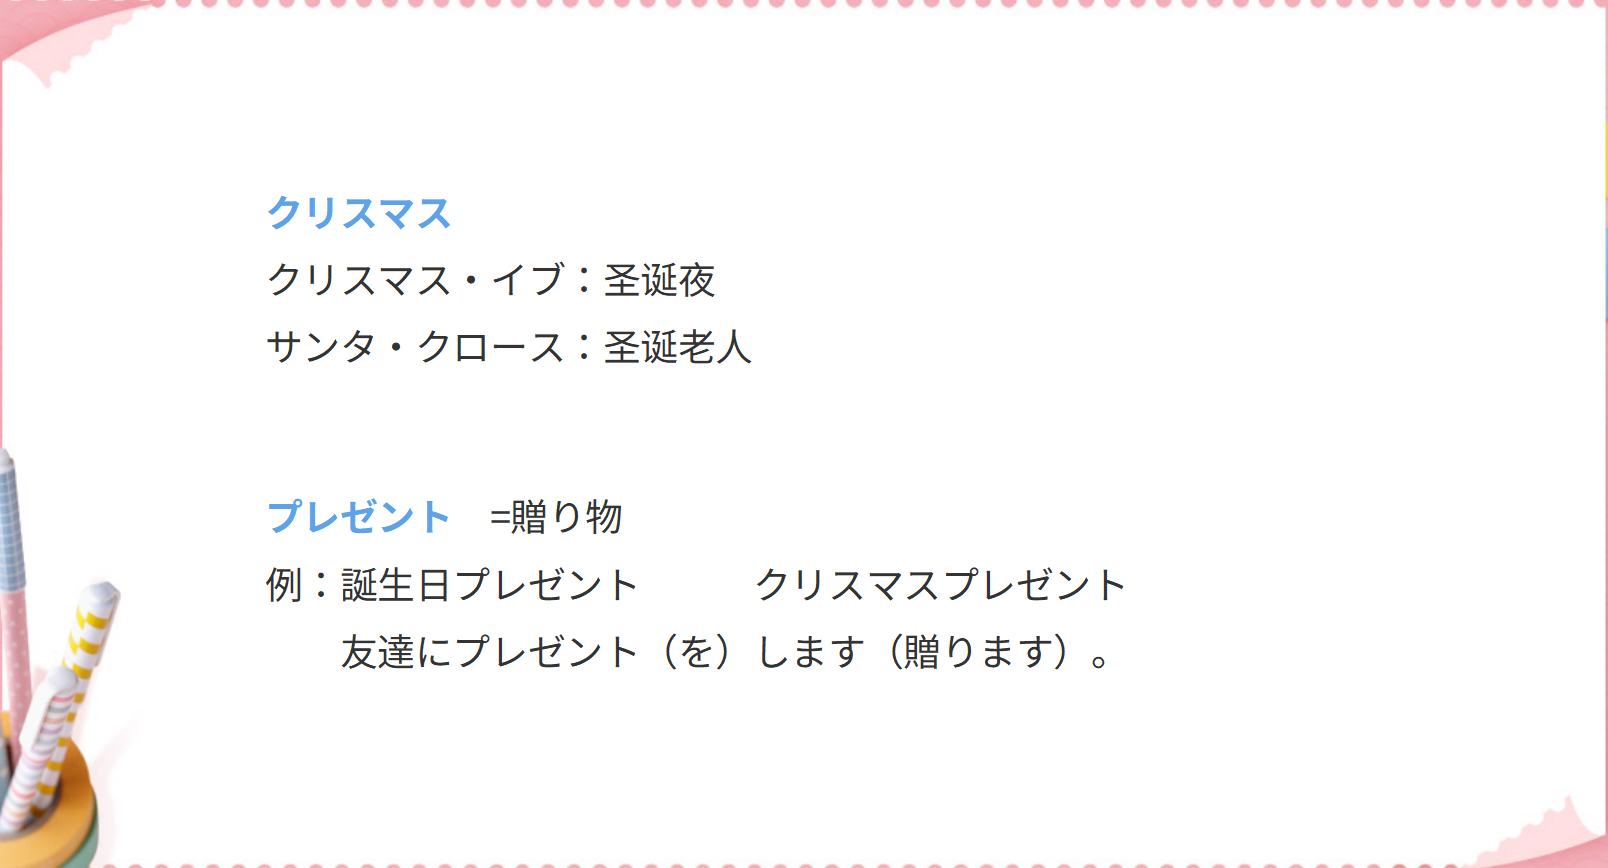 クリスマス
クリスマス・イブ：圣诞夜
サンタ・クロース：圣诞老人
プレゼント　=贈り物
例：誕生日プレゼント　　　クリスマスプレゼント
友達にプレゼント（を）します（贈ります）。